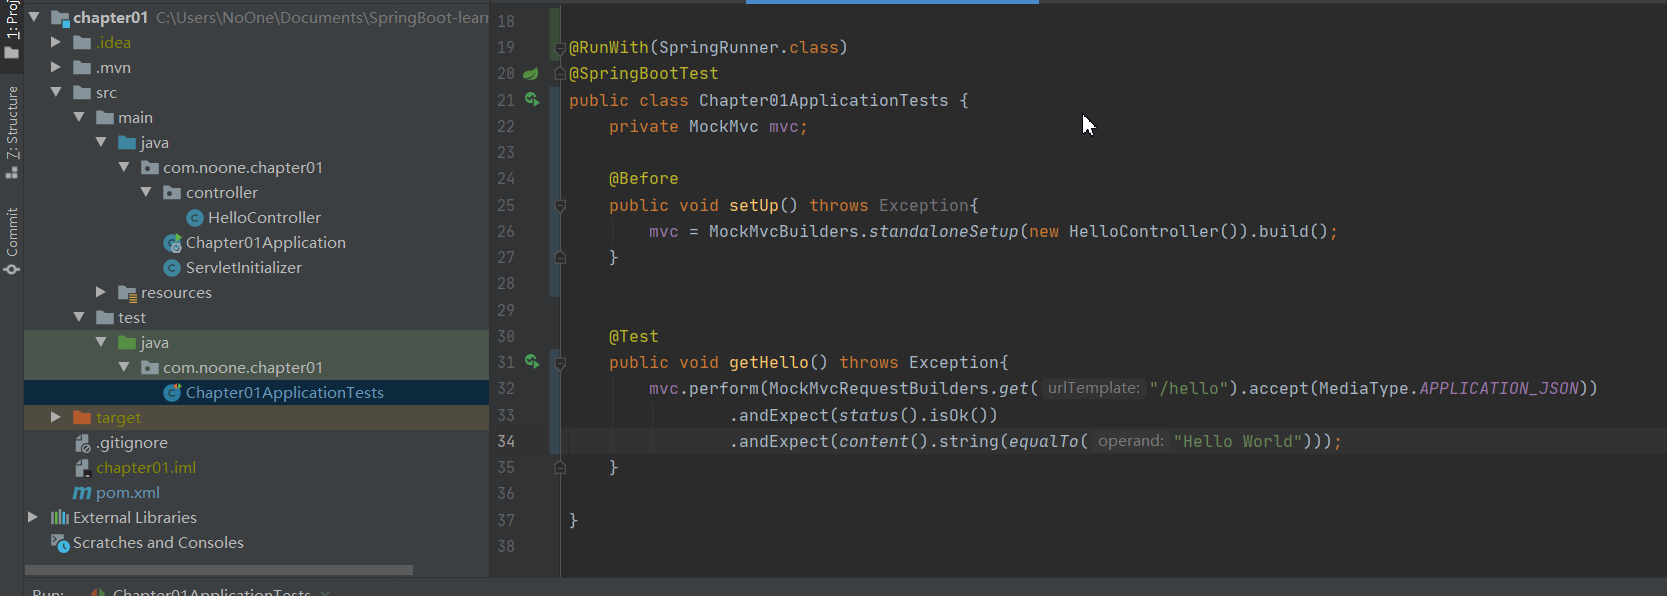 1: Proj
Z: Structure
Commit
chapter01 C:\Users\NoOne\Documents\SpringBoot-learn
.idea
.mvn
src
main
java
com.noone.chapter01
controller
HelloController
Chapter01Application
ServletInitializer
resources
test
java
com.noone.chapter01
Chapter01ApplicationTests
target
.gitignore
chapter01.iml
pom.xml
External Libraries
Scratches and Consoles
18
19 @RunWith(SpringRunner.class)
20 @SpringBootTest
21 public class Chapter01ApplicationTests {
22 private MockMvc mvc;
23
24 @Before
25 public void setUp() throws Exception{
26 mvc = MockMvcBuilders.standaloneSetup(new HelloController()).build();
27 }
28
29
30 @Test
31 public void getHello() throws Exception{
32 mvc.perform(MockMvcRequestBuilders.get( urlTemplate: "/hello").accept(MediaType.APPLICATION_JSON))
33 .andExpect(status().isOk())
34 .andExpect(content().string(equalTo( operand: "Hello World")));
35 }
36
37 }
38
Run: Chapter01ApplicationTests